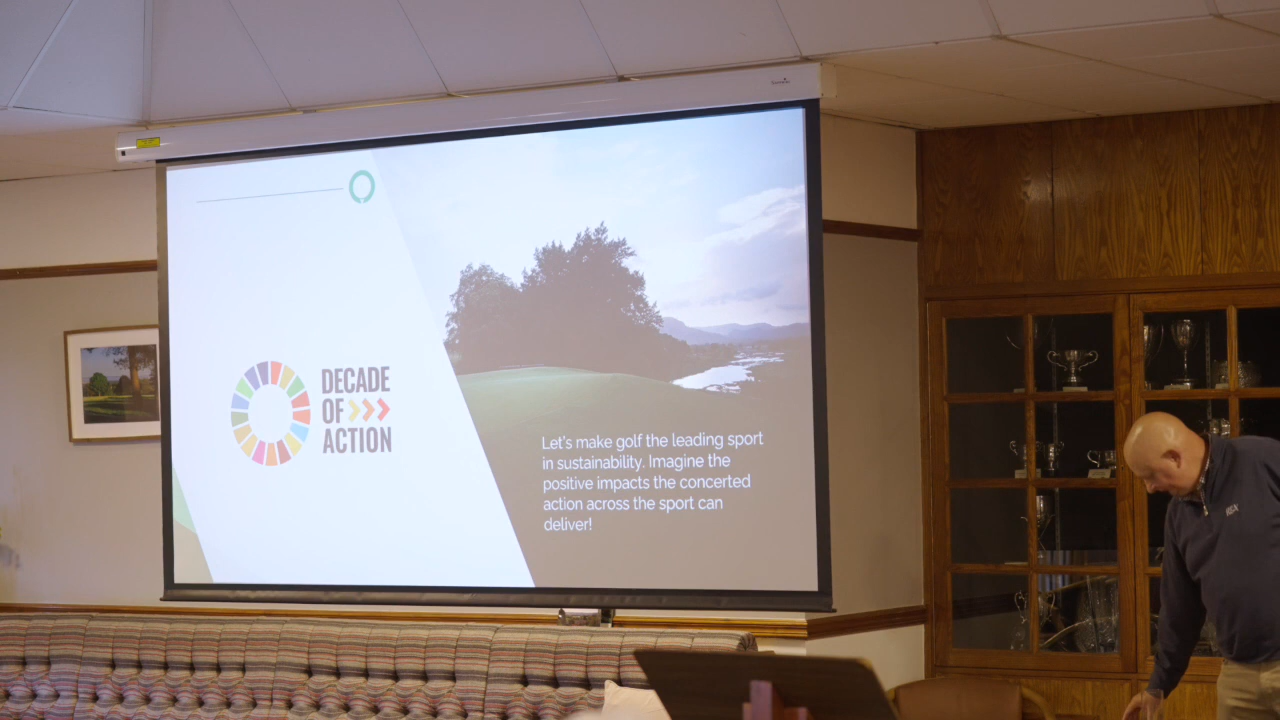 DECADE
OF
ACTION
Let's make golf the leading sport
in sustainability. Imagine the
positive impacts the concerted
action across the sport can
deliver!